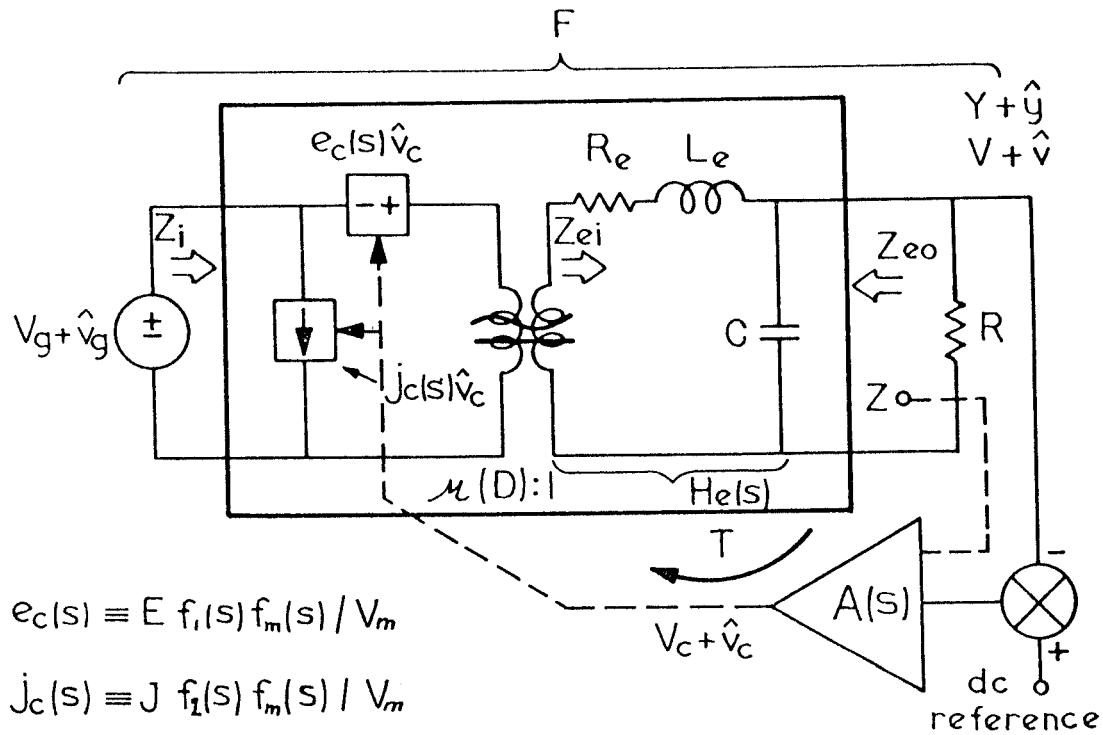 F
Y + ŷ
V + v̂
e_c(s) v̂_c
R_e
L_e
Z_i
Z_ei
Z_eo
V_g + v̂_g
±
- +
C
R
j_c(s) v̂_c
Z
μ(D):1
H_e(s)
T
A(s)
-
+
V_c + v̂_c
dc
reference
e_c(s) ≡ E f_1(s) f_m(s) / V_m
j_c(s) ≡ J f_2(s) f_m(s) / V_m